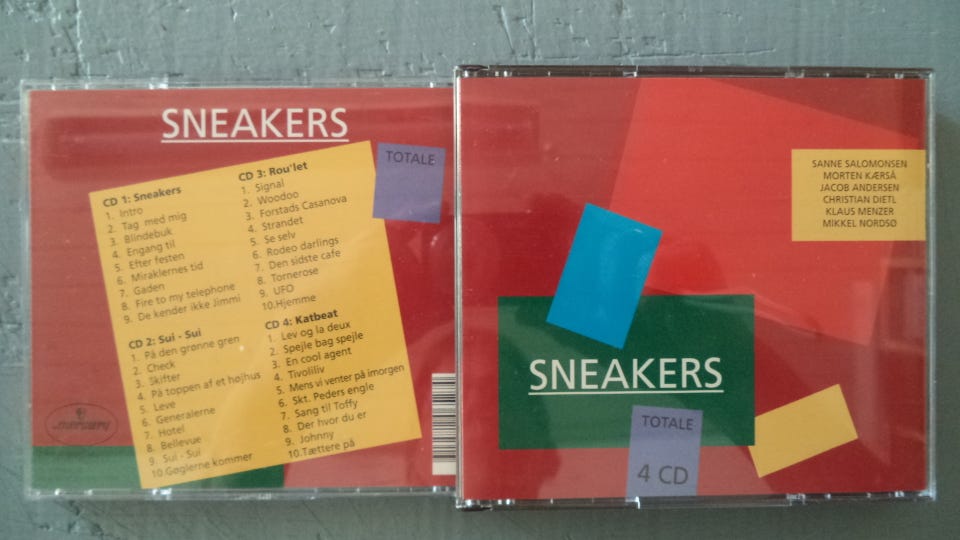 SNEAKERS
TOTALE
CD 1: Sneakers
1. Intro
2. Tag med mig
3. Blindebuk
4. Engang til
5. Efter festen
6. Miraklernes tid
7. Gaden
8. Fire to my telephone
9. De kender ikke Jimmi
CD 2: Sui - Sui
1. På den grønne gren
2. Check
3. Skifter
4. På toppen af et højhus
5. Leve
6. Generalerne
7. Hotel
8. Bellevue
9. Sui - Sui
10.Gøglerne kommer
CD 3: Rou'let
1. Signal
2. Woodoo
3. Forstads Casanova
4. Strandet
5. Se selv
6. Rodeo darlings
7. Den sidste cafe
8. Tornerose
9. UFO
10.Hjemme
CD 4: Katbeat
1. Lev og la deux
2. Spejle bag spejle
3. En cool agent
4. Tivoliliv
5. Mens vi venter på imorgen
6. Skt. Peders engle
7. Sang til Toffy
8. Der hvor du er
9. Johnny
10.Tættere på
mercury
SANNE SALOMONSEN
MORTEN KÆRSÅ
JACOB ANDERSEN
CHRISTIAN DIETL
KLAUS MENZER
MIKKEL NORDSØ
SNEAKERS
TOTALE
4 CD